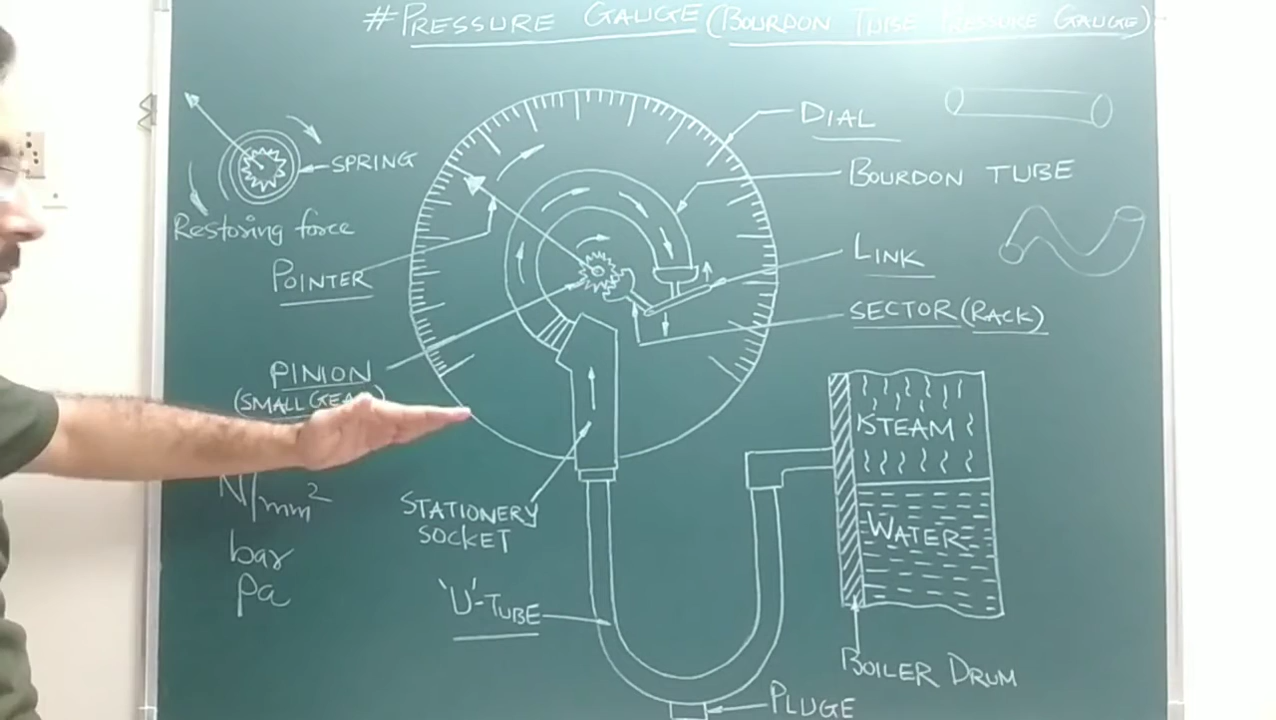 # PRESSURE GAUGE (BOURDON TUBE PRESSURE GAUGE)
SPRING
Restoring force
POINTER
PINION
(SMALL GEAR)
N/mm²
bar
Pa
DIAL
BOURDON TUBE
LINK
SECTOR (RACK)
STATIONERY
SOCKET
'U'-TUBE
STEAM
WATER
BOILER DRUM
PLUGE